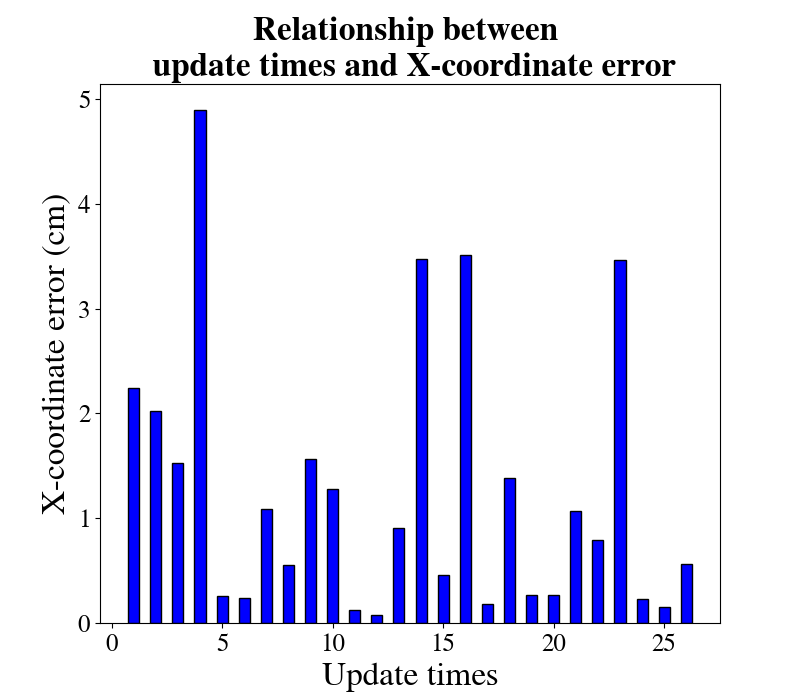 Relationship between
update times and X-coordinate error
5
4
3
2
1
0
X-coordinate error (cm)
0 5 10 15 20 25
Update times